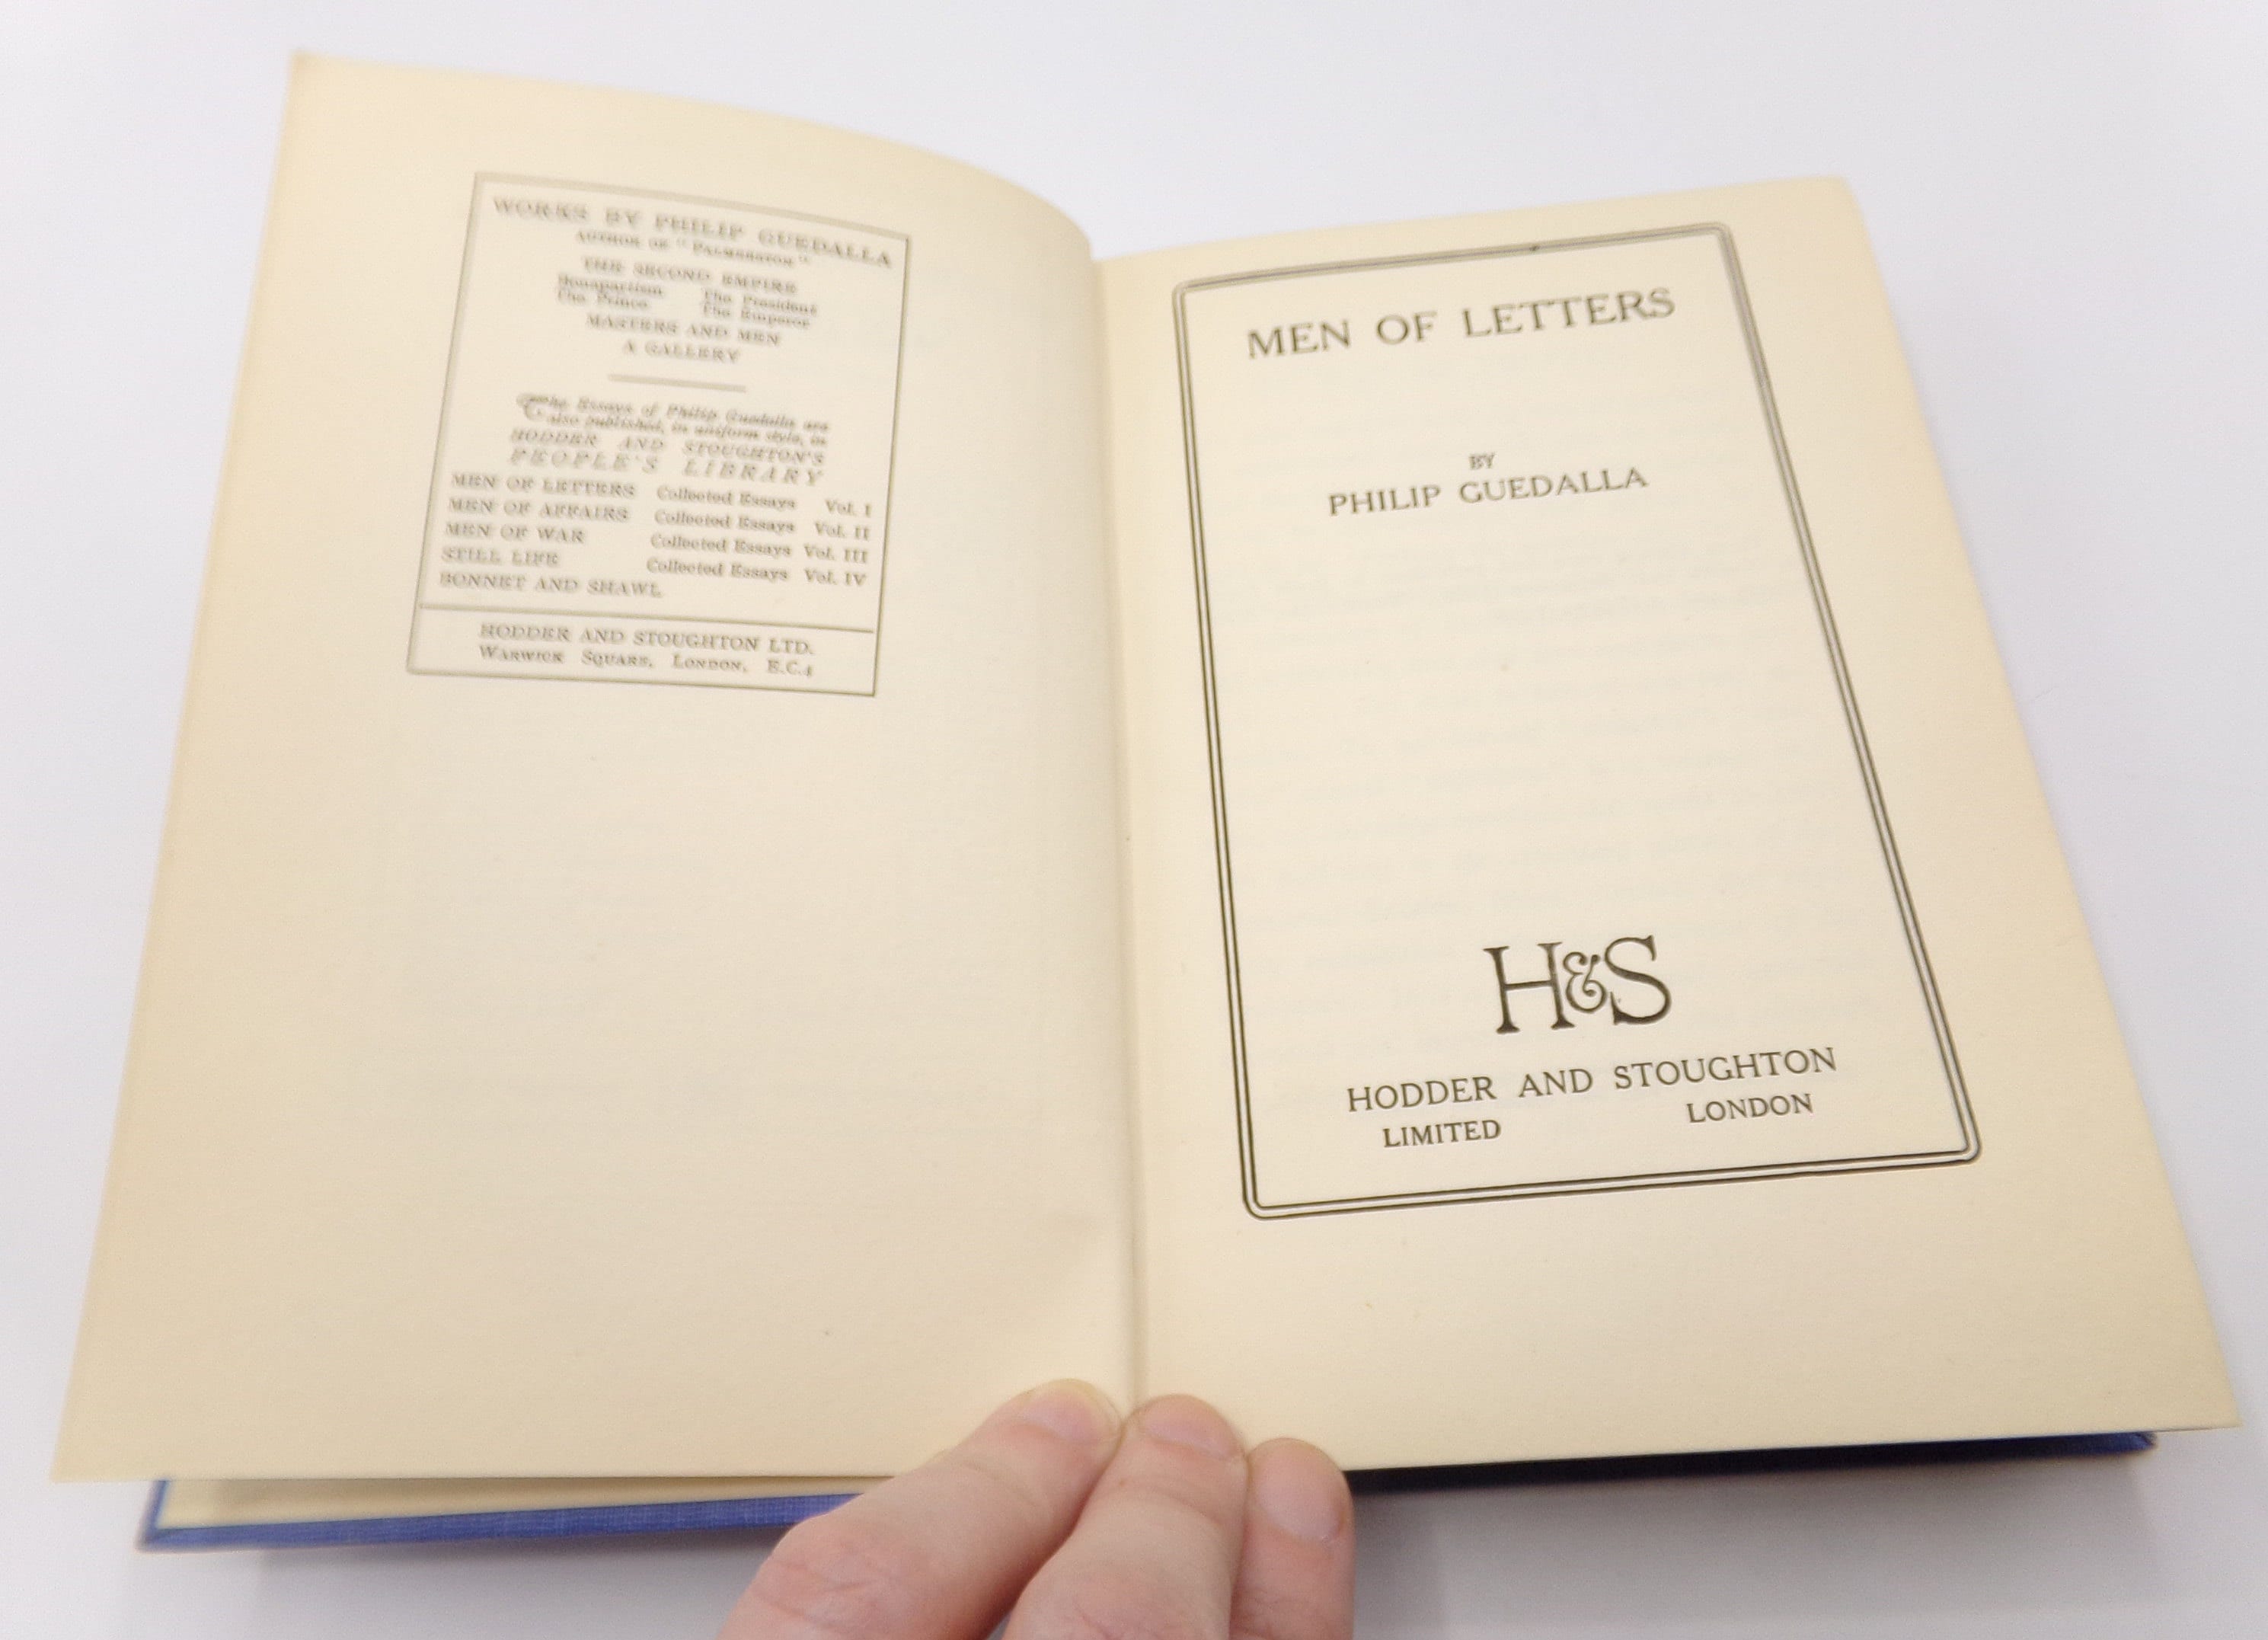 WORKS BY PHILIP GUEDALLA
AUTHOR OF "PALMERSTON"
THE SECOND EMPIRE
Bonapartism The President
The Prince The Emperor
MASTERS AND MEN
A GALLERY
The Essays of Philip Guedalla are
also published, in uniform style, in
HODDER AND STOUGHTON'S
PEOPLE'S LIBRARY
MEN OF LETTERS Collected Essays Vol. I
MEN OF AFFAIRS Collected Essays Vol. II
MEN OF WAR Collected Essays Vol. III
STILL LIFE Collected Essays Vol. IV
BONNET AND SHAWL
HODDER AND STOUGHTON LTD.
WARWICK SQUARE, LONDON, E.C.4
MEN OF LETTERS
BY
PHILIP GUEDALLA
H&S
HODDER AND STOUGHTON
LIMITED LONDON